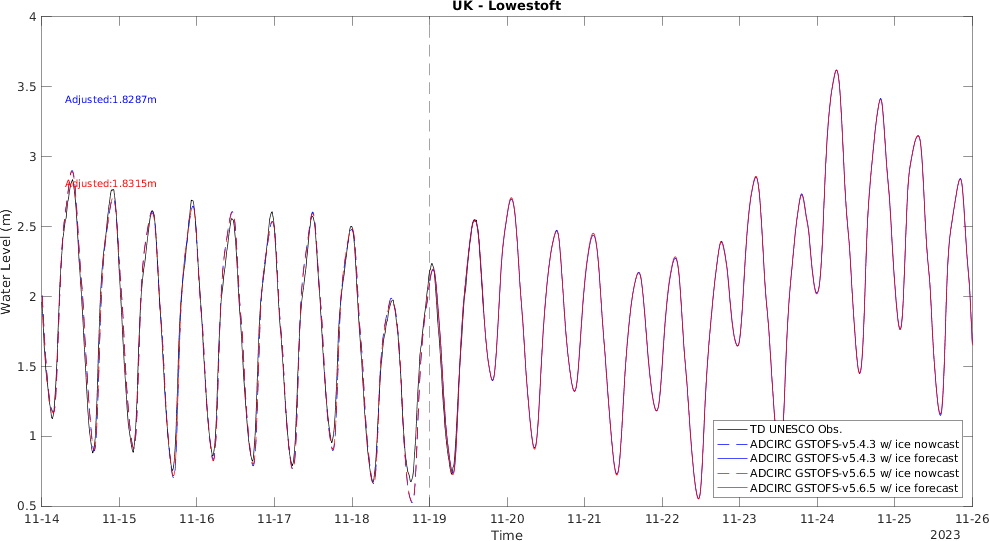 UK - Lowestoft
4
3.5
3
2.5
2
1.5
1
0.5
Water Level (m)
Adjusted:1.8287m
Adjusted:1.8315m
TD UNESCO Obs.
ADCIRC GSTOFS-v5.4.3 w/ ice nowcast
ADCIRC GSTOFS-v5.4.3 w/ ice forecast
ADCIRC GSTOFS-v5.6.5 w/ ice nowcast
ADCIRC GSTOFS-v5.6.5 w/ ice forecast
11-14 11-15 11-16 11-17 11-18 11-19 11-20 11-21 11-22 11-23 11-24 11-25 11-26
Time
2023